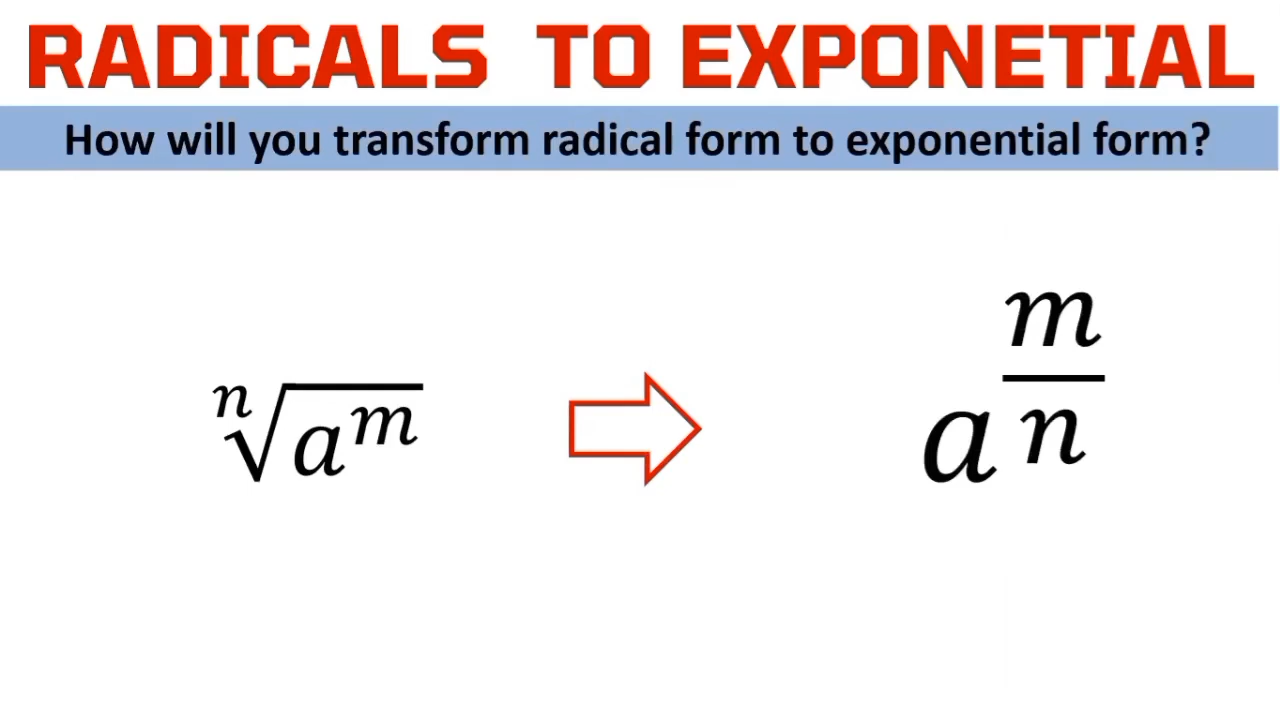 RADICALS TO EXPONETIAL
How will you transform radical form to exponential form?
ⁿ√(aᵐ) a^(m/n)